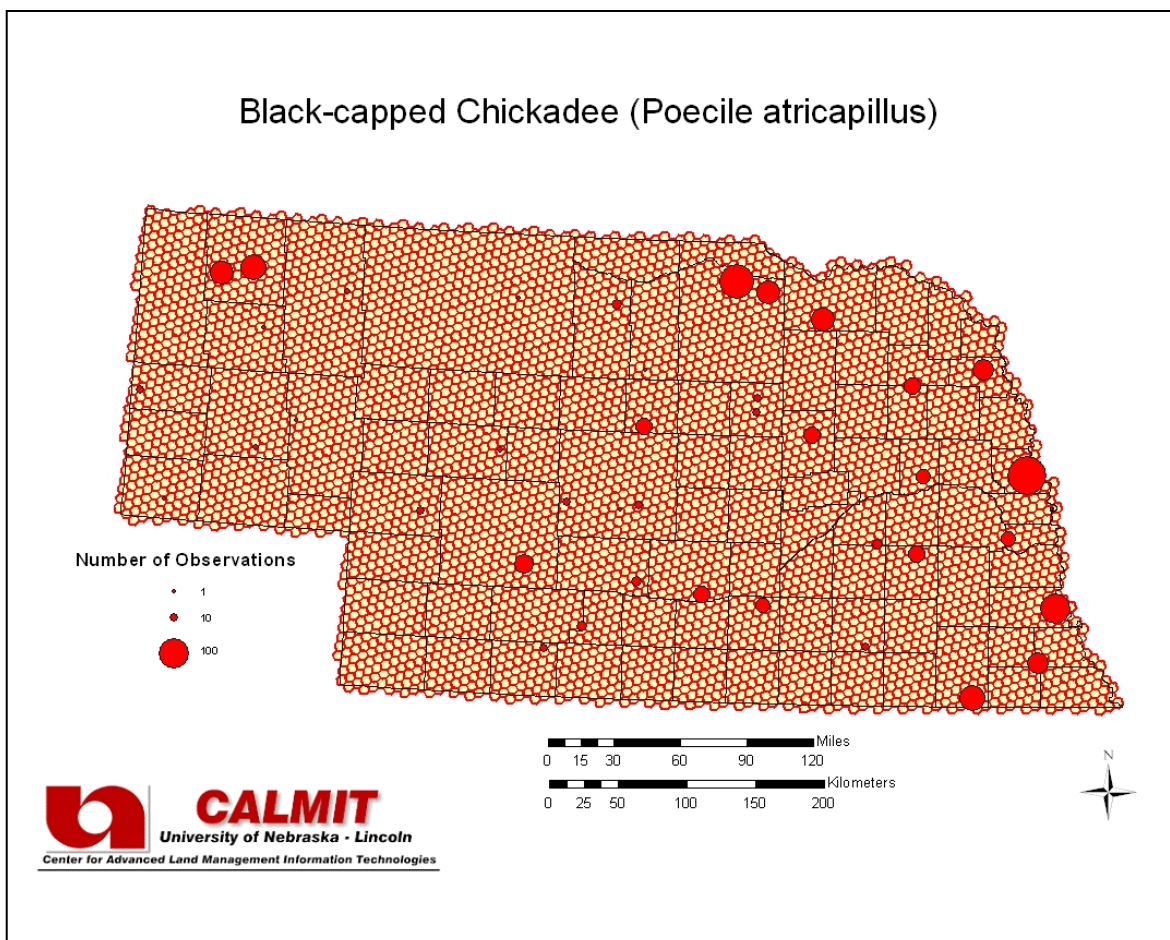 Black-capped Chickadee (Poecile atricapillus)
Number of Observations
1
10
100
Miles
0 15 30 60 90 120
Kilometers
0 25 50 100 150 200
N
CALMIT
University of Nebraska - Lincoln
Center for Advanced Land Management Information Technologies